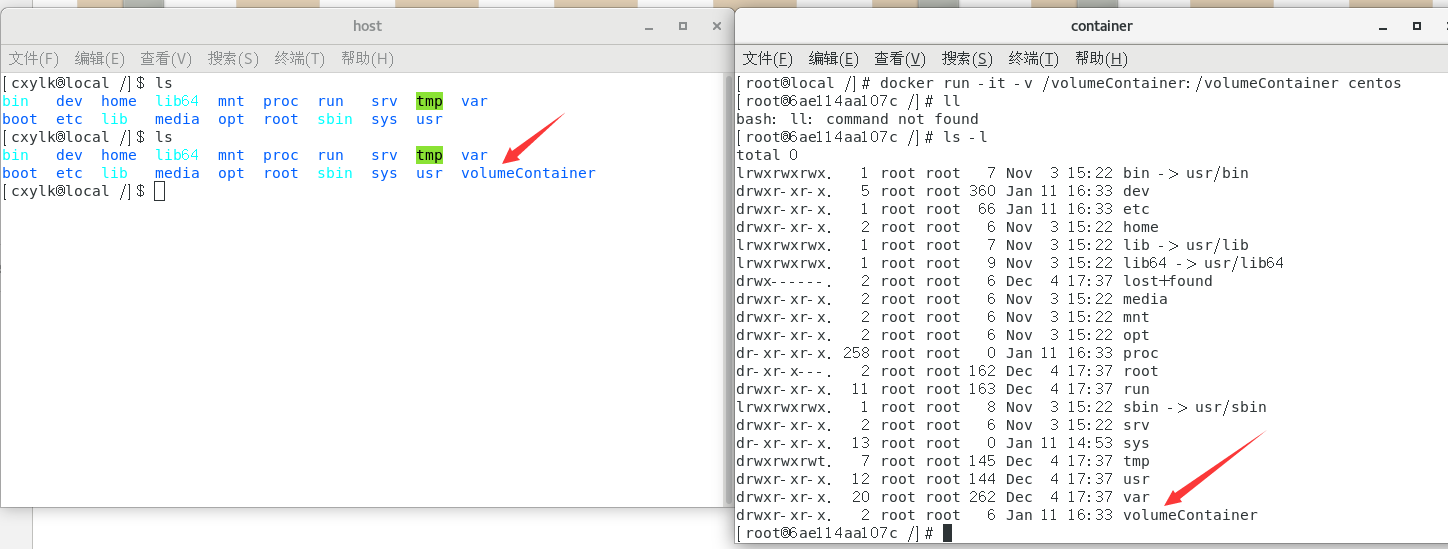 host
文件(F) 编辑(E) 查看(V) 搜索(S) 终端(T) 帮助(H)
[cxylk@local /]$ ls
bin dev home lib64 mnt proc run srv tmp var
boot etc lib media opt root sbin sys usr
[cxylk@local /]$ ls
bin dev home lib64 mnt proc run srv tmp var
boot etc lib media opt root sbin sys usr volumeContainer
[cxylk@local /]$
container
文件(F) 编辑(E) 查看(V) 搜索(S) 终端(T) 帮助(H)
[root@local /]# docker run -it -v /volumeContainer:/volumeContainer centos
[root@6ae114aa107c /]# ll
bash: ll: command not found
[root@6ae114aa107c /]# ls -l
total 0
lrwxrwxrwx. 1 root root 7 Nov 3 15:22 bin -> usr/bin
drwxr-xr-x. 5 root root 360 Jan 11 16:33 dev
drwxr-xr-x. 1 root root 66 Jan 11 16:33 etc
drwxr-xr-x. 2 root root 6 Nov 3 15:22 home
lrwxrwxrwx. 1 root root 7 Nov 3 15:22 lib -> usr/lib
lrwxrwxrwx. 1 root root 9 Nov 3 15:22 lib64 -> usr/lib64
drwx------. 2 root root 6 Dec 4 17:37 lost+found
drwxr-xr-x. 2 root root 6 Nov 3 15:22 media
drwxr-xr-x. 2 root root 6 Nov 3 15:22 mnt
drwxr-xr-x. 2 root root 6 Nov 3 15:22 opt
dr-xr-xr-x. 258 root root 0 Jan 11 16:33 proc
dr-xr-x---. 2 root root 162 Dec 4 17:37 root
drwxr-xr-x. 11 root root 163 Dec 4 17:37 run
lrwxrwxrwx. 1 root root 8 Nov 3 15:22 sbin -> usr/sbin
drwxr-xr-x. 2 root root 6 Nov 3 15:22 srv
dr-xr-xr-x. 13 root root 0 Jan 11 14:53 sys
drwxrwxrwt. 7 root root 145 Dec 4 17:37 tmp
drwxr-xr-x. 12 root root 144 Dec 4 17:37 usr
drwxr-xr-x. 20 root root 262 Dec 4 17:37 var
drwxr-xr-x. 2 root root 6 Jan 11 16:33 volumeContainer
[root@6ae114aa107c /]#